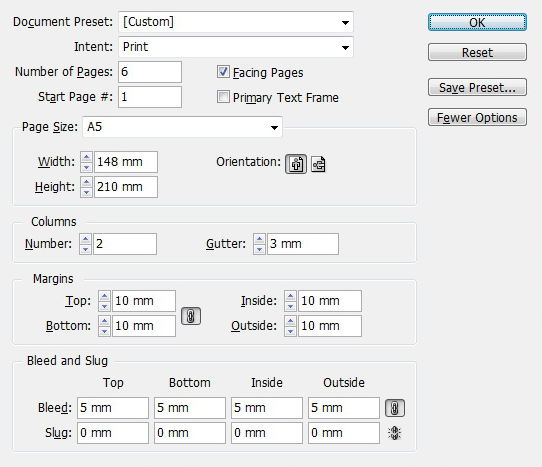 Document Preset: [Custom] OK
Intent: Print Reset
Number of Pages: 6 Facing Pages
Start Page #: 1 Primary Text Frame Save Preset...
Fewer Options
Page Size: A5
Width: 148 mm Orientation:
Height: 210 mm
Columns
Number: 2 Gutter: 3 mm
Margins
Top: 10 mm Inside: 10 mm
Bottom: 10 mm Outside: 10 mm
Bleed and Slug
Top Bottom Inside Outside
Bleed: 5 mm 5 mm 5 mm 5 mm
Slug: 0 mm 0 mm 0 mm 0 mm